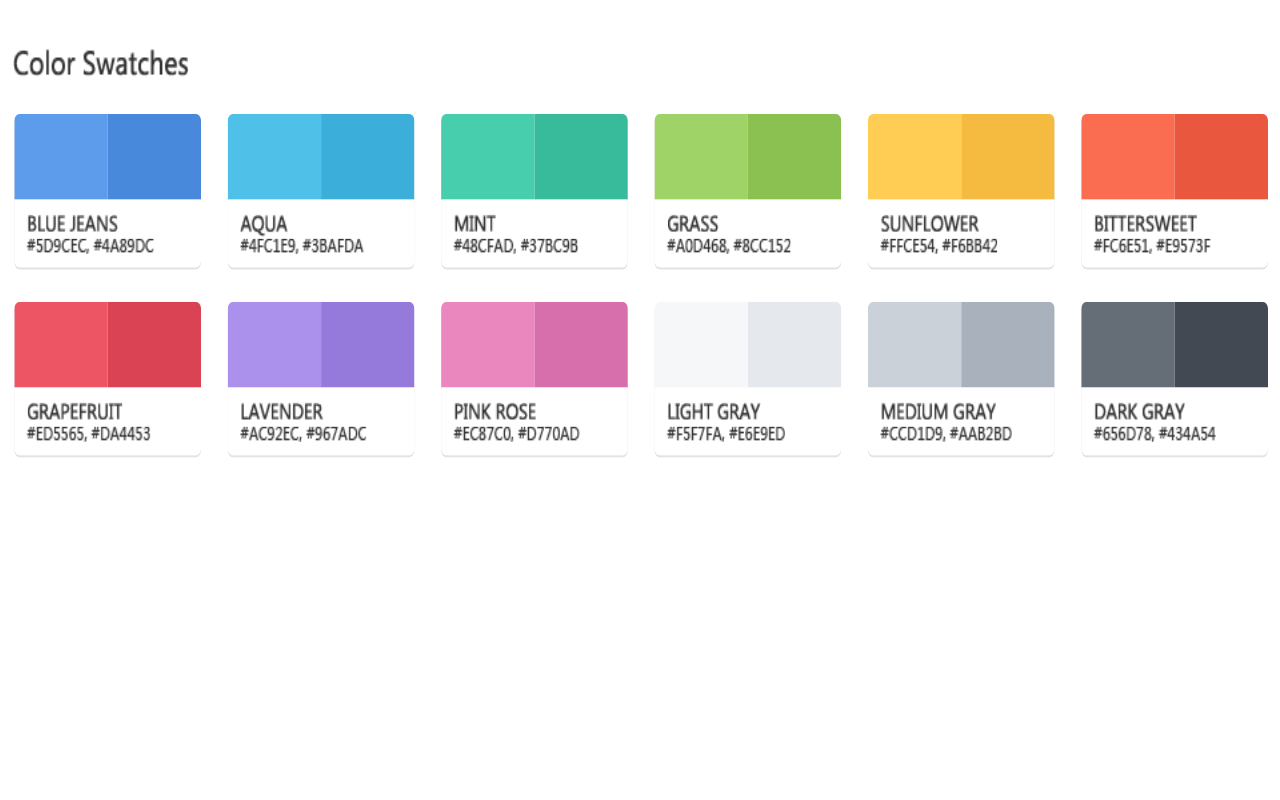 Color Swatches
BLUE JEANS
#5D9CEC, #4A89DC
AQUA
#4FC1E9, #3BAFDA
MINT
#48CFAD, #37BC9B
GRASS
#A0D468, #8CC152
SUNFLOWER
#FFCE54, #F6BB42
BITTERSWEET
#FC6E51, #E9573F
GRAPEFRUIT
#ED5565, #DA4453
LAVENDER
#AC92EC, #967ADC
PINK ROSE
#EC87C0, #D770AD
LIGHT GRAY
#F5F7FA, #E6E9ED
MEDIUM GRAY
#CCD1D9, #AAB2BD
DARK GRAY
#656D78, #434A54